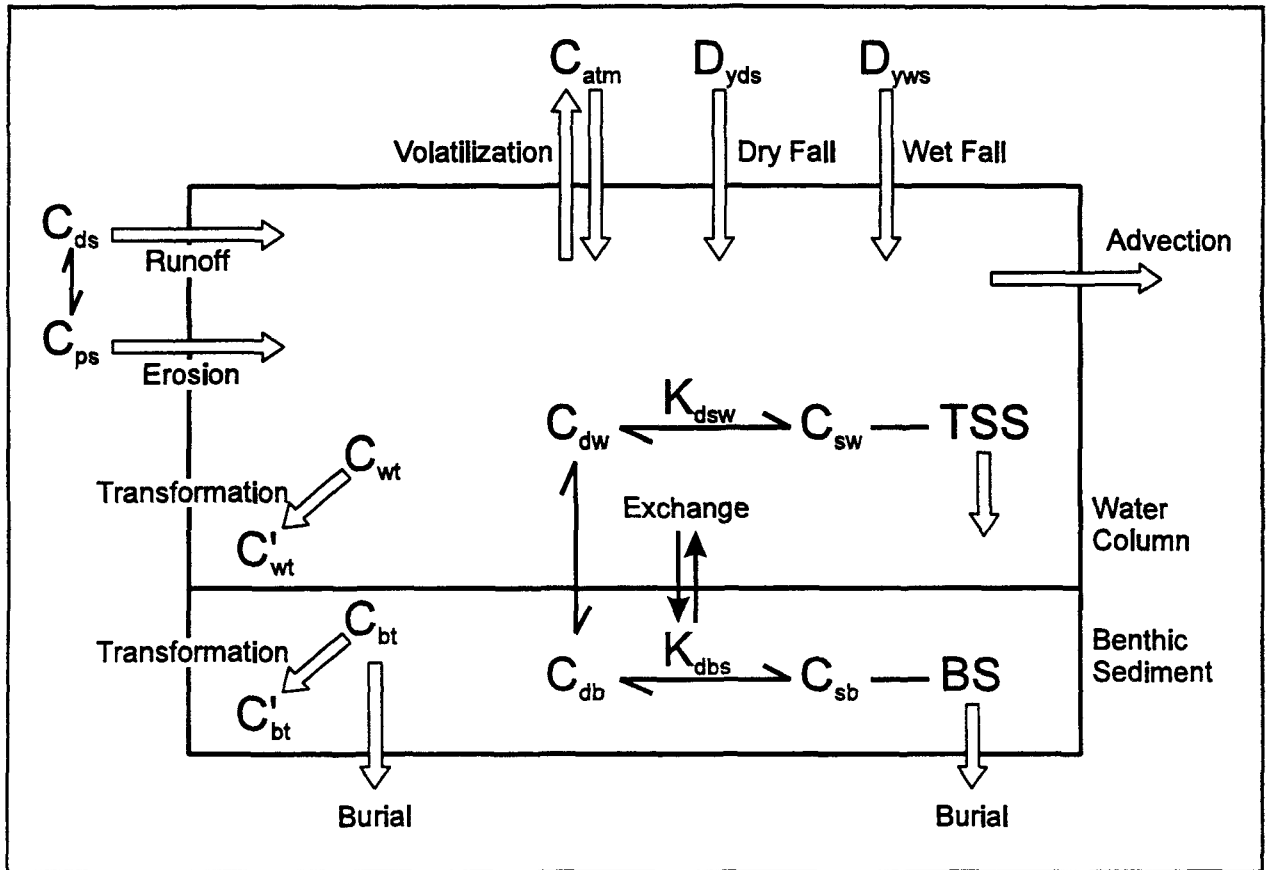 C_atm D_yds D_yws
Volatilization Dry Fall Wet Fall
C_ds
Runoff
Advection
C_ps
Erosion
C_dw K_dsw C_sw TSS
C_wt
Transformation
C'_wt
Exchange
Water
Column
C_bt
Transformation
C'_bt
C_db K_dbs C_sb BS
Benthic
Sediment
Burial Burial